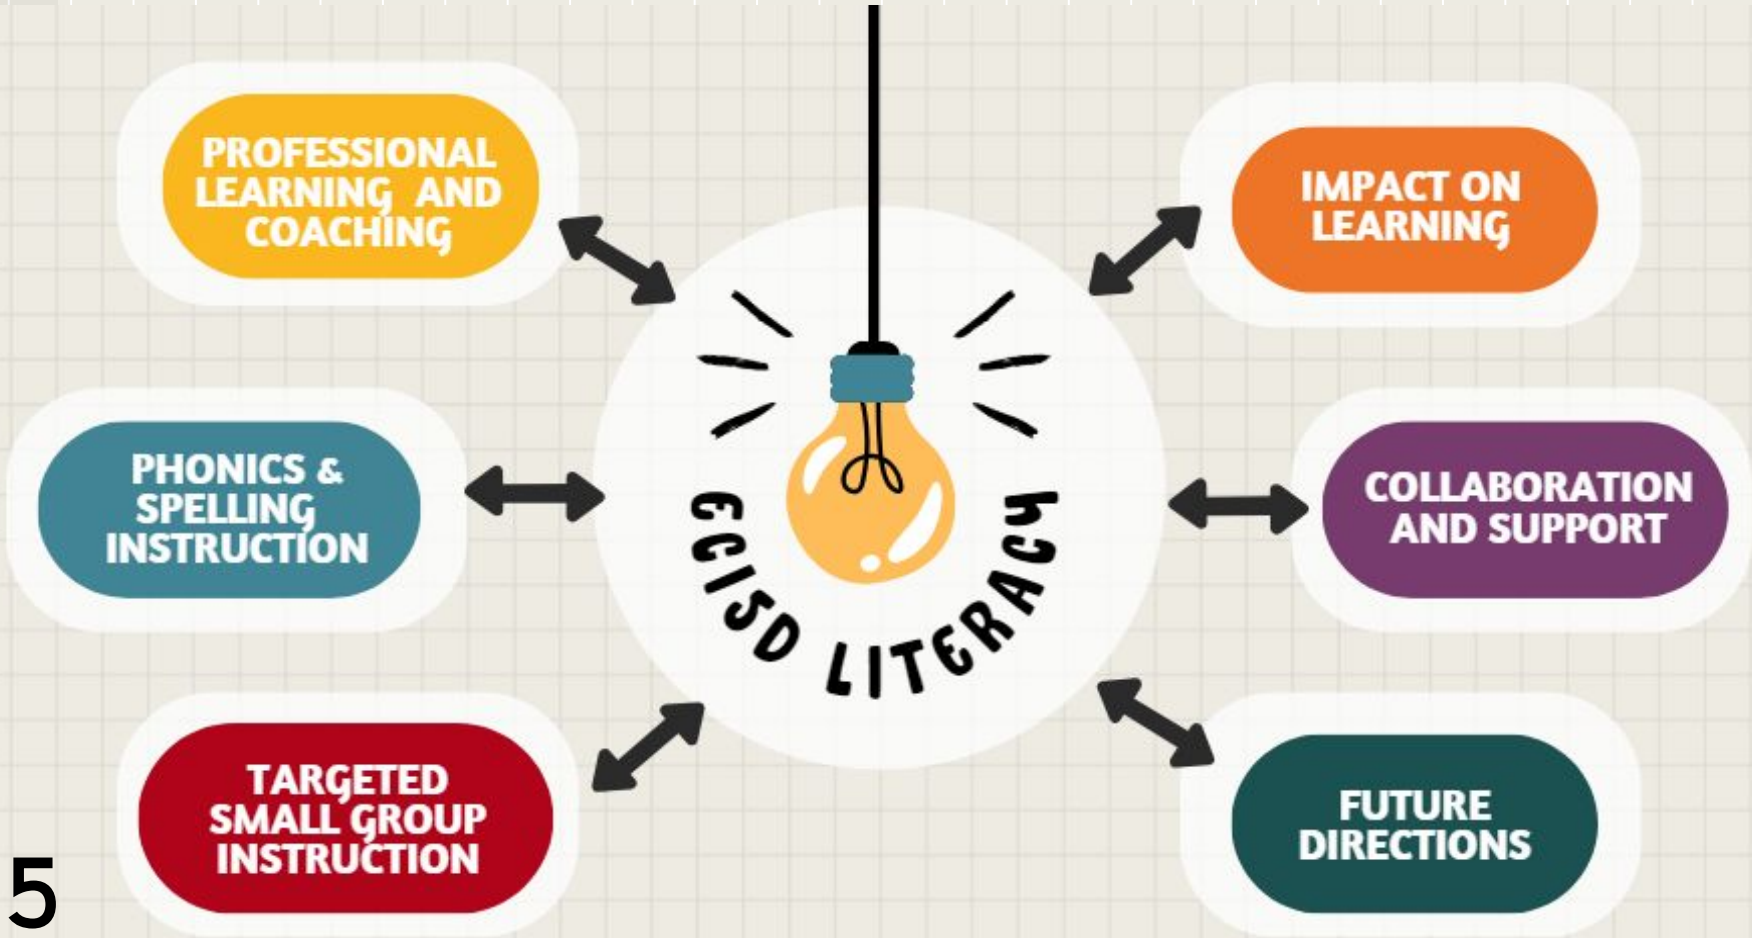 PROFESSIONAL
LEARNING AND
COACHING
PHONICS &
SPELLING
INSTRUCTION
TARGETED
SMALL GROUP
INSTRUCTION
ECISD LITERACY
IMPACT ON
LEARNING
COLLABORATION
AND SUPPORT
FUTURE
DIRECTIONS
5